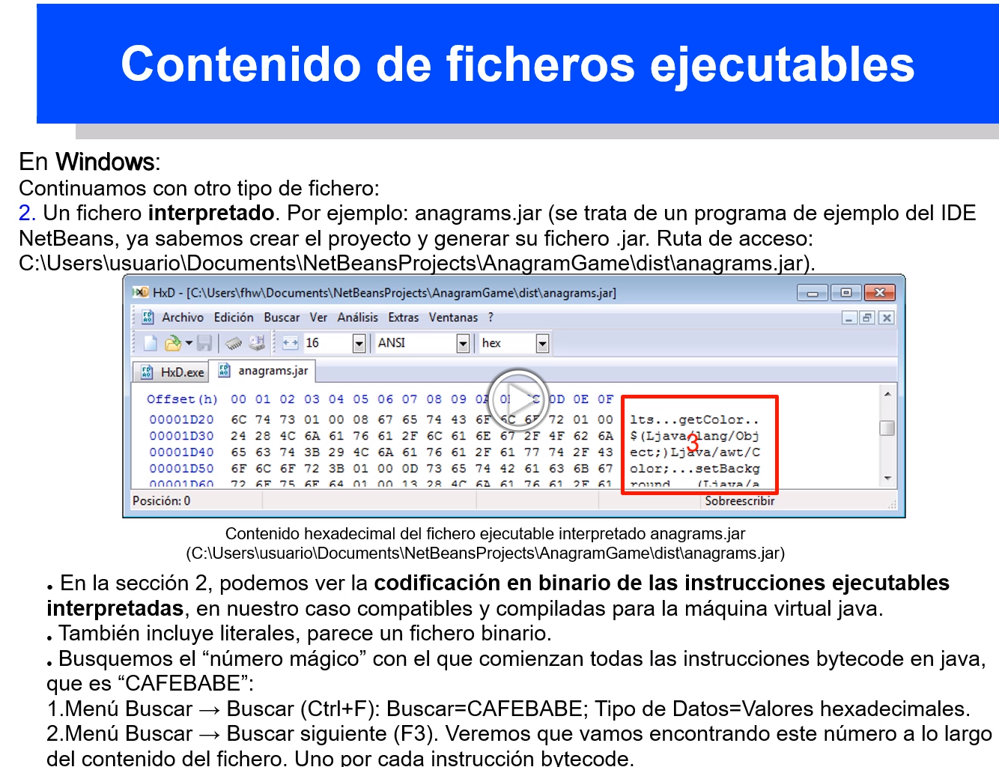 Contenido de ficheros ejecutables
En Windows:
Continuamos con otro tipo de fichero:
2. Un fichero interpretado. Por ejemplo: anagrams.jar (se trata de un programa de ejemplo del IDE
NetBeans, ya sabemos crear el proyecto y generar su fichero .jar. Ruta de acceso:
C:\Users\usuario\Documents\NetBeansProjects\AnagramGame\dist\anagrams.jar).
HxD - [C:\Users\fhw\Documents\NetBeansProjects\AnagramGame\dist\anagrams.jar]
Archivo Edición Buscar Ver Análisis Extras Ventanas ?
16 ANSI hex
HxD.exe anagrams.jar
Offset(h) 00 01 02 03 04 05 06 07 08 09 0D 0E 0F
00001D20 6C 74 73 01 00 08 67 65 74 43 6F 6C 6F 72 01 00 lts...getColor..
00001D30 24 28 4C 6A 61 76 61 2F 6C 61 6E 67 2F 4F 62 6A $(Ljava/lang/Obj
3
00001D40 65 63 74 3B 29 4C 6A 61 76 61 2F 61 77 74 2F 43 ect;)Ljava/awt/C
00001D50 6F 6C 6F 72 3B 01 00 0D 73 65 74 42 61 63 6B 67 olor;...setBackg
00001D60 72 6F 75 6E 64 01 00 13 28 4C 6A 61 76 61 2F 61 round...(Ljava/a
Posición: 0 Sobreescribir
Contenido hexadecimal del fichero ejecutable interpretado anagrams.jar
(C:\Users\usuario\Documents\NetBeansProjects\AnagramGame\dist\anagrams.jar)
● En la sección 2, podemos ver la codificación en binario de las instrucciones ejecutables
interpretadas, en nuestro caso compatibles y compiladas para la máquina virtual java.
● También incluye literales, parece un fichero binario.
● Busquemos el “número mágico” con el que comienzan todas las instrucciones bytecode en java,
que es “CAFEBABE”:
1.Menú Buscar → Buscar (Ctrl+F): Buscar=CAFEBABE; Tipo de Datos=Valores hexadecimales.
2.Menú Buscar → Buscar siguiente (F3). Veremos que vamos encontrando este número a lo largo
del contenido del fichero. Uno por cada instrucción bytecode.